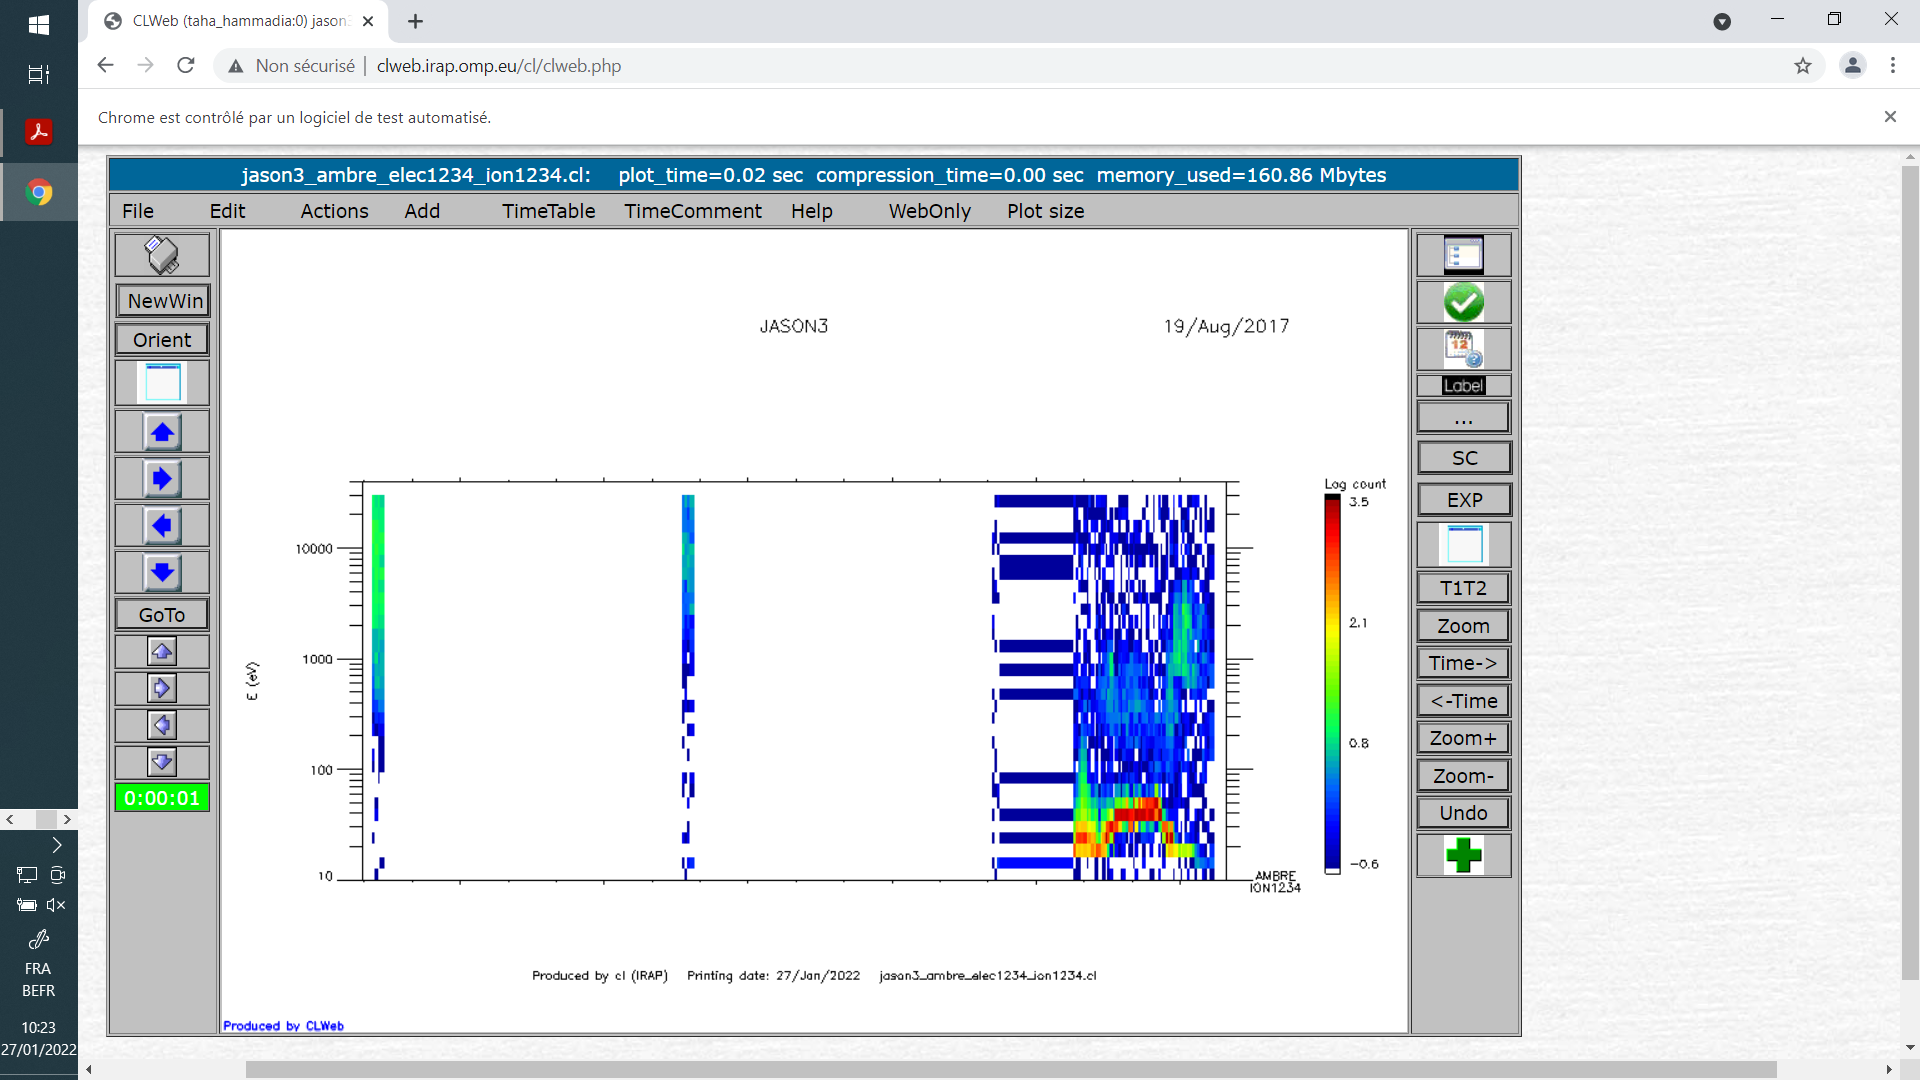 CLWeb (taha_hammadia:0) jason3
Non sécurisé | clweb.irap.omp.eu/cl/clweb.php
Chrome est contrôlé par un logiciel de test automatisé.
jason3_ambre_elec1234_ion1234.cl: plot_time=0.02 sec compression_time=0.00 sec memory_used=160.86 Mbytes
File Edit Actions Add TimeTable TimeComment Help WebOnly Plot size
NewWin
Orient
GoTo
0:00:01
JASON3 19/Aug/2017
Log count
3.5
2.1
0.8
-0.6
10000
1000
100
10
E (eV)
AMBRE
ION1234
Produced by cl (IRAP) Printing date: 27/Jan/2022 jason3_ambre_elec1234_ion1234.cl
Produced by CLWeb
12
Label
...
SC
EXP
T1T2
Zoom
Time->
<-Time
Zoom+
Zoom-
Undo
FRA
BEFR
10:23
27/01/2022